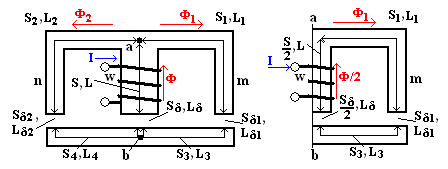 S2, L2
Φ2
Φ1
S1, L1
a
I
n
w
S, L
Φ
m
Sδ2,
Lδ2
Sδ, Lδ
Sδ1,
Lδ1
S4, L4
b
S3, L3
a
Φ1
S1, L1
S/2, L
I
w
Φ/2
m
Sδ/2, Lδ
Sδ1,
Lδ1
b
S3, L3